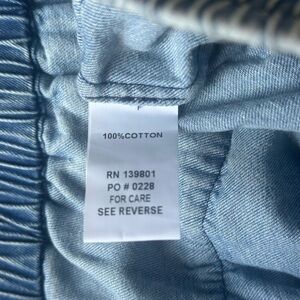 100%COTTON
RN 139801
PO # 0228
FOR CARE
SEE REVERSE